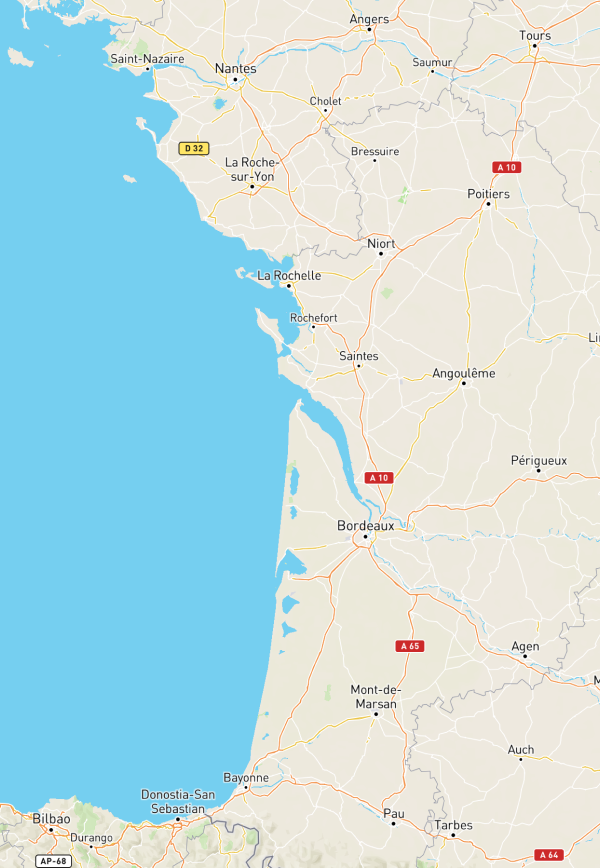 Angers
Tours
Saint-Nazaire
Nantes
Saumur
Cholet
D 32
Bressuire
La Roche-
sur-Yon
A 10
Poitiers
Niort
La Rochelle
Rochefort
Saintes
Angoulême
Périgueux
A 10
Bordeaux
A 65
Agen
Mont-de-
Marsan
Auch
Bayonne
Donostia-San
Sebastian
Bilbao
Durango
Pau
Tarbes
A 64
AP-68